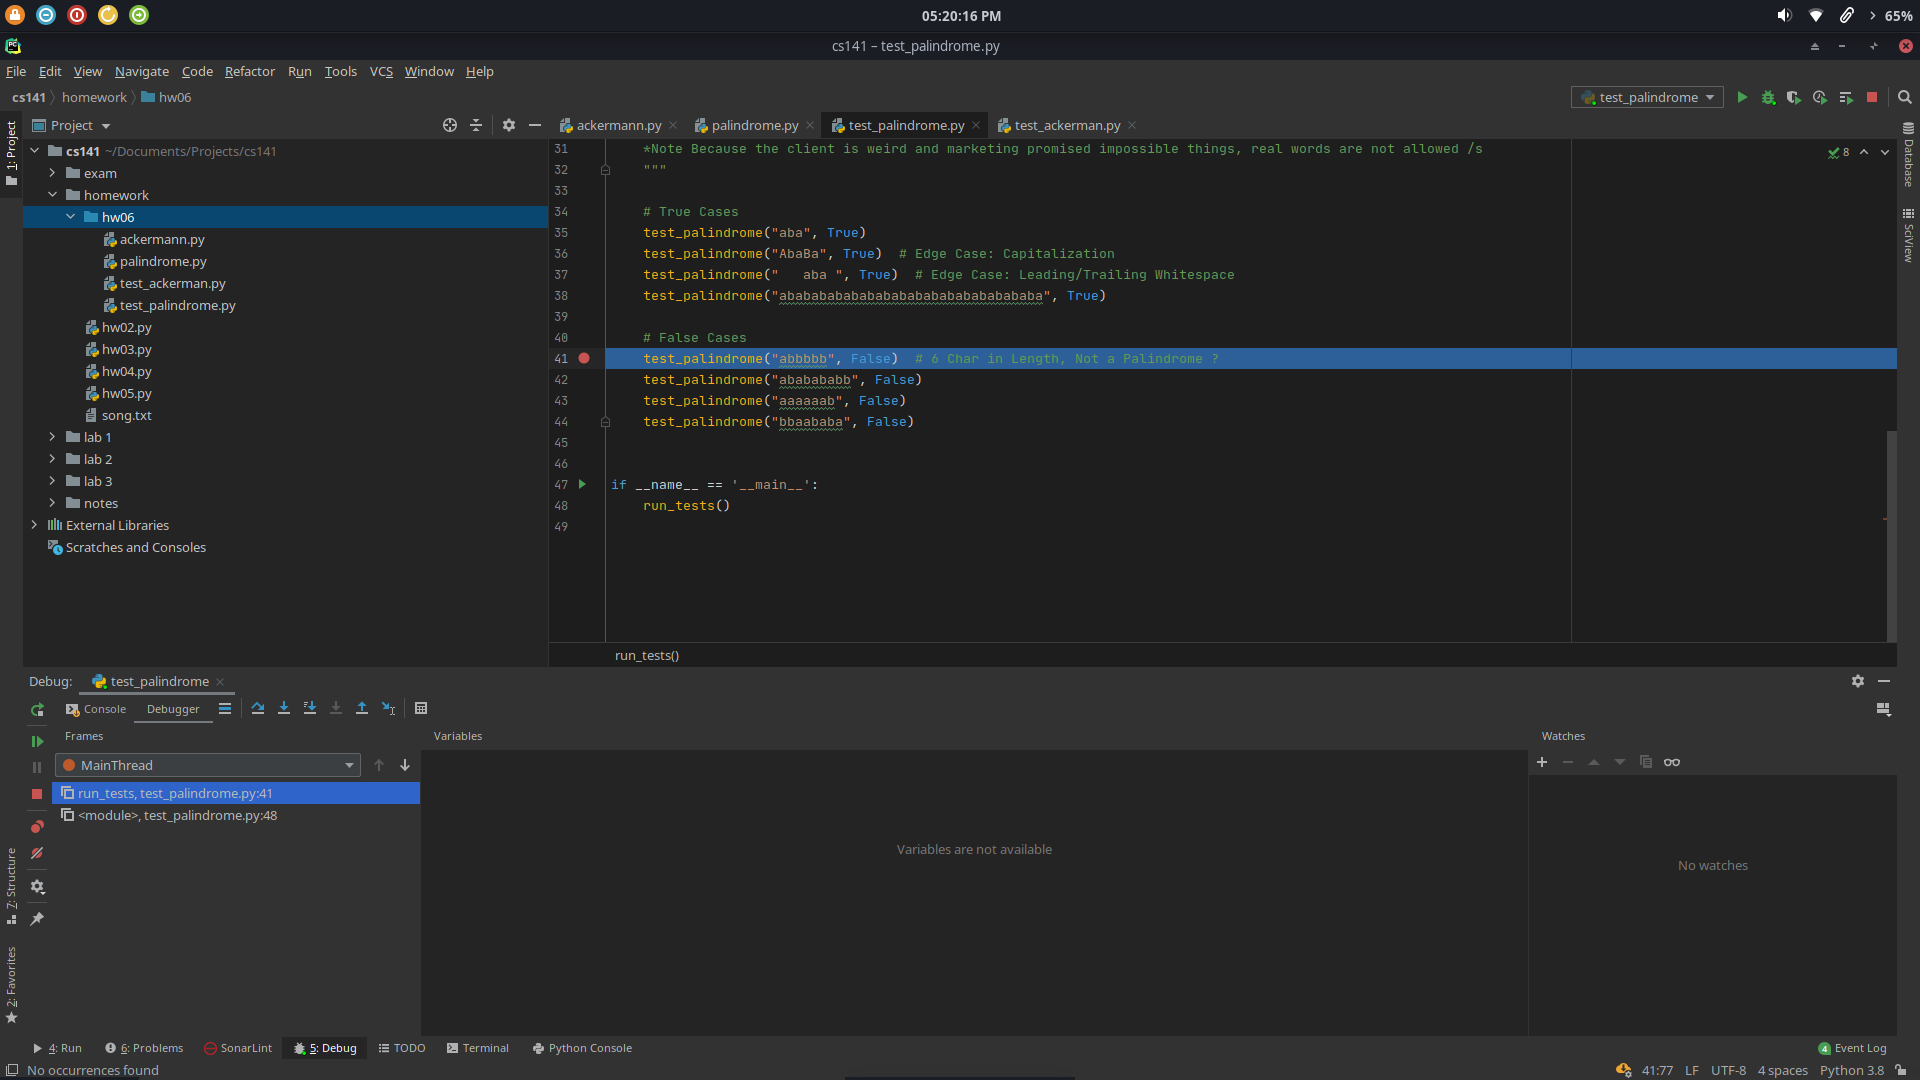 05:20:16 PM
65%
cs141 – test_palindrome.py
File Edit View Navigate Code Refactor Run Tools VCS Window Help
cs141 homework hw06
test_palindrome
1: Project
Project
cs141 ~/Documents/Projects/cs141
exam
homework
hw06
ackermann.py
palindrome.py
test_ackerman.py
test_palindrome.py
hw02.py
hw03.py
hw04.py
hw05.py
song.txt
lab 1
lab 2
lab 3
notes
External Libraries
Scratches and Consoles
ackermann.py palindrome.py test_palindrome.py test_ackerman.py
8
31 *Note Because the client is weird and marketing promised impossible things, real words are not allowed /s
32 """
33
34 # True Cases
35 test_palindrome("aba", True)
36 test_palindrome("AbaBa", True)  # Edge Case: Capitalization
37 test_palindrome("   aba ", True)  # Edge Case: Leading/Trailing Whitespace
38 test_palindrome("ababababababababababababababababa", True)
39
40 # False Cases
41 test_palindrome("abbbbb", False)  # 6 Char in Length, Not a Palindrome ?
42 test_palindrome("ababababb", False)
43 test_palindrome("aaaaaab", False)
44 test_palindrome("bbaababa", False)
45
46
47 if __name__ == '__main__':
48 run_tests()
49
run_tests()
Database
SciView
Debug: test_palindrome
Console Debugger
Frames
Variables
Watches
MainThread
run_tests, test_palindrome.py:41
<module>, test_palindrome.py:48
Variables are not available
No watches
7: Structure
2: Favorites
4: Run 6: Problems SonarLint 5: Debug TODO Terminal Python Console
4 Event Log
No occurrences found
41:77 LF UTF-8 4 spaces Python 3.8